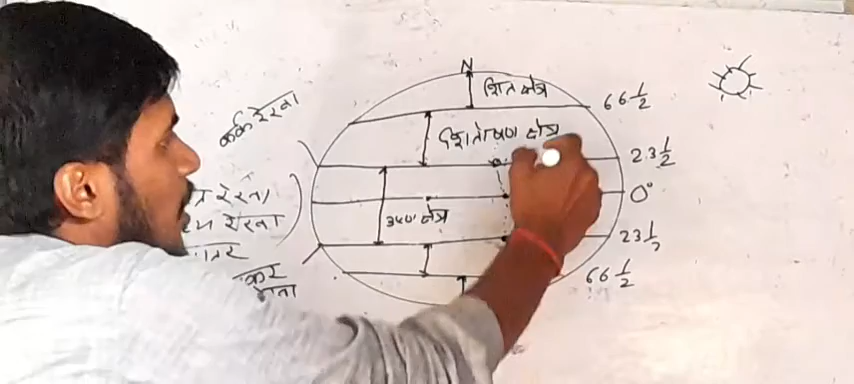 N
शित क्षेत्र
66 1/2
कर्क रेखा
शितोष्ण क्षेत्र
23 1/2
0°
रेखा
उष्ण क्षेत्र
रेखा
23 1/2
66 1/2